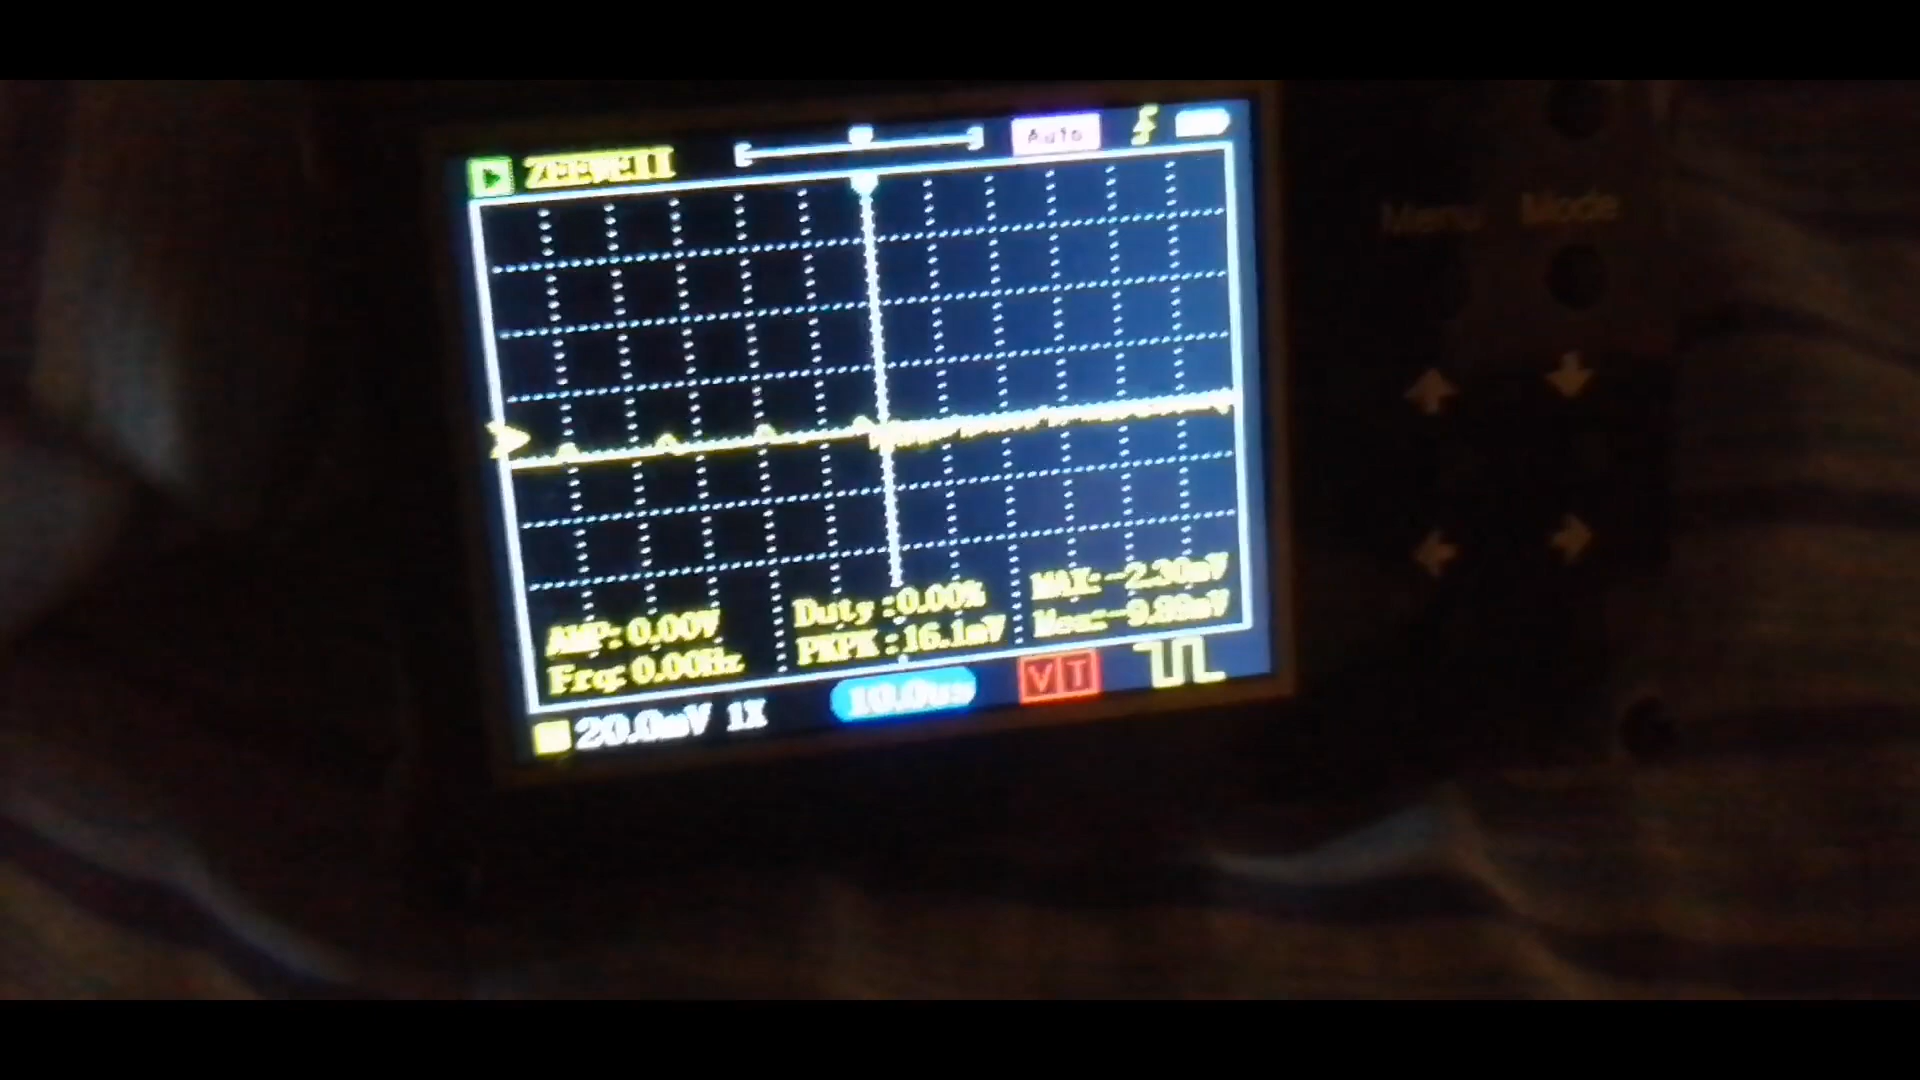 ZEEWEII
Auto
Menu Mode
AMP: 0.00V Duty :0.00% MAX:-2.30mV
Frq: 0.00Hz PKPK :16.1mV
20.0mV 1X 10.0us VT